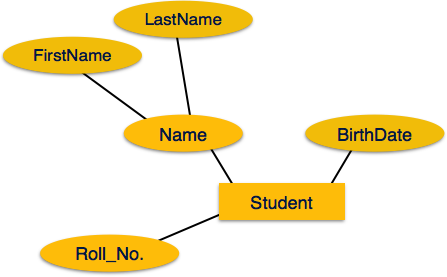 LastName
FirstName
Name
BirthDate
Student
Roll_No.